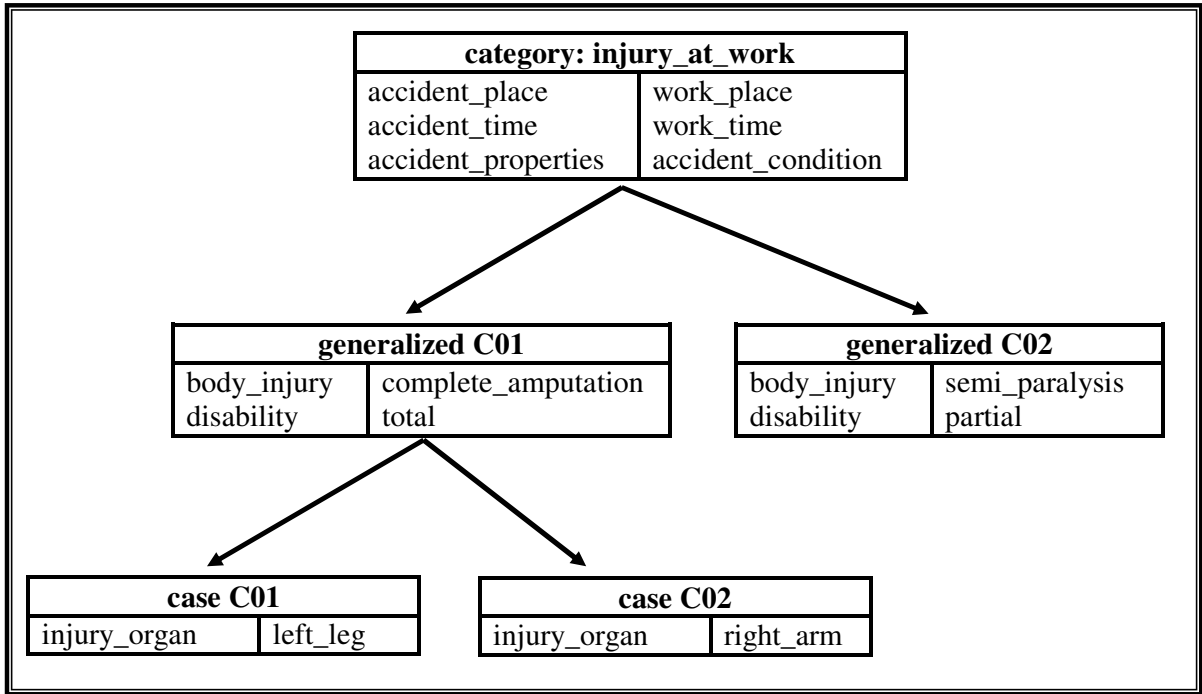 category: injury_at_work
accident_place work_place
accident_time work_time
accident_properties accident_condition
generalized C01
body_injury complete_amputation
disability total
generalized C02
body_injury semi_paralysis
disability partial
case C01
injury_organ left_leg
case C02
injury_organ right_arm